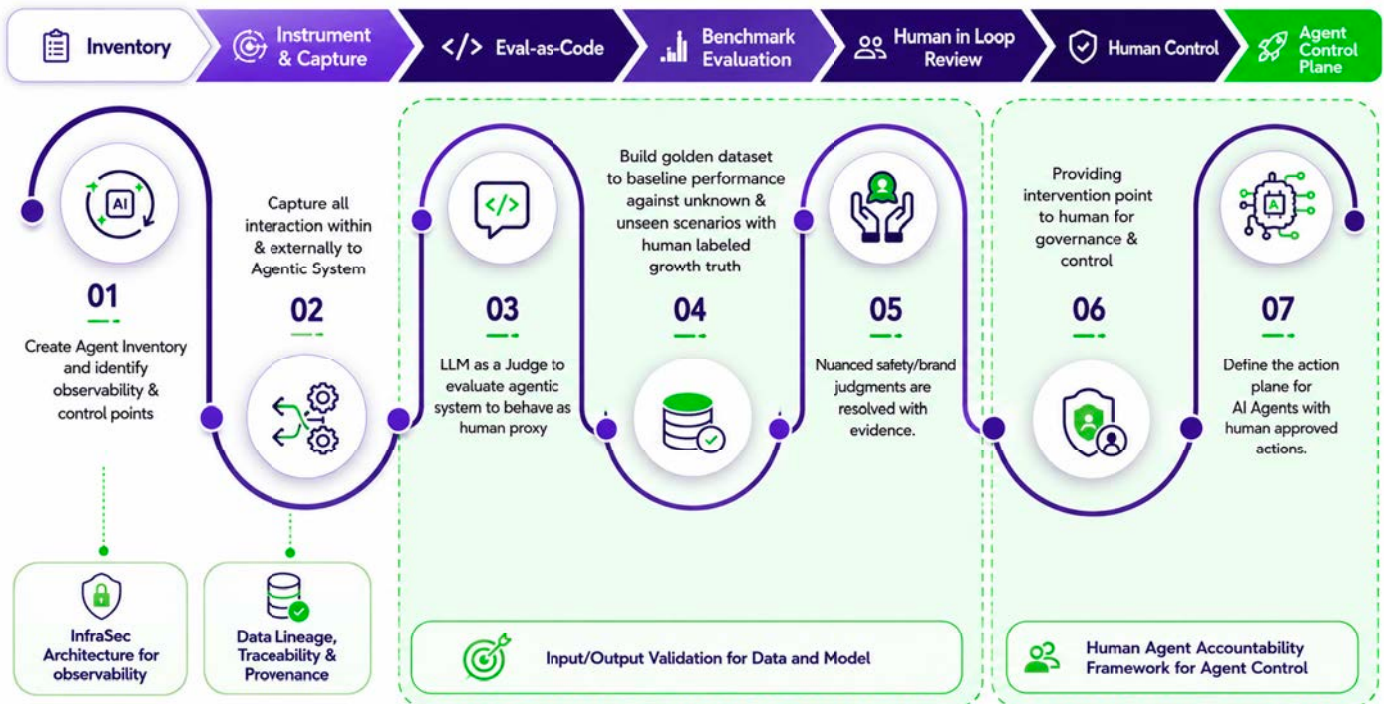 Inventory
Instrument
& Capture
</> Eval-as-Code
Benchmark
Evaluation
Human in Loop
Review
Human Control
Agent
Control
Plane
AI
01
Create Agent Inventory
and identify
observability &
control points
Capture all
interaction within
& externally to
Agentic System
02
</>
03
LLM as a Judge to
evaluate agentic
system to behave as
human proxy
Build golden dataset
to baseline performance
against unknown &
unseen scenarios with
human labeled
growth truth
04
05
Nuanced safety/brand
judgments are
resolved with
evidence.
Providing
intervention point
to human for
governance &
control
06
A
07
Define the action
plane for
AI Agents with
human approved
actions.
InfraSec
Architecture for
observability
Data Lineage,
Traceability &
Provenance
Input/Output Validation for Data and Model
Human Agent Accountability
Framework for Agent Control